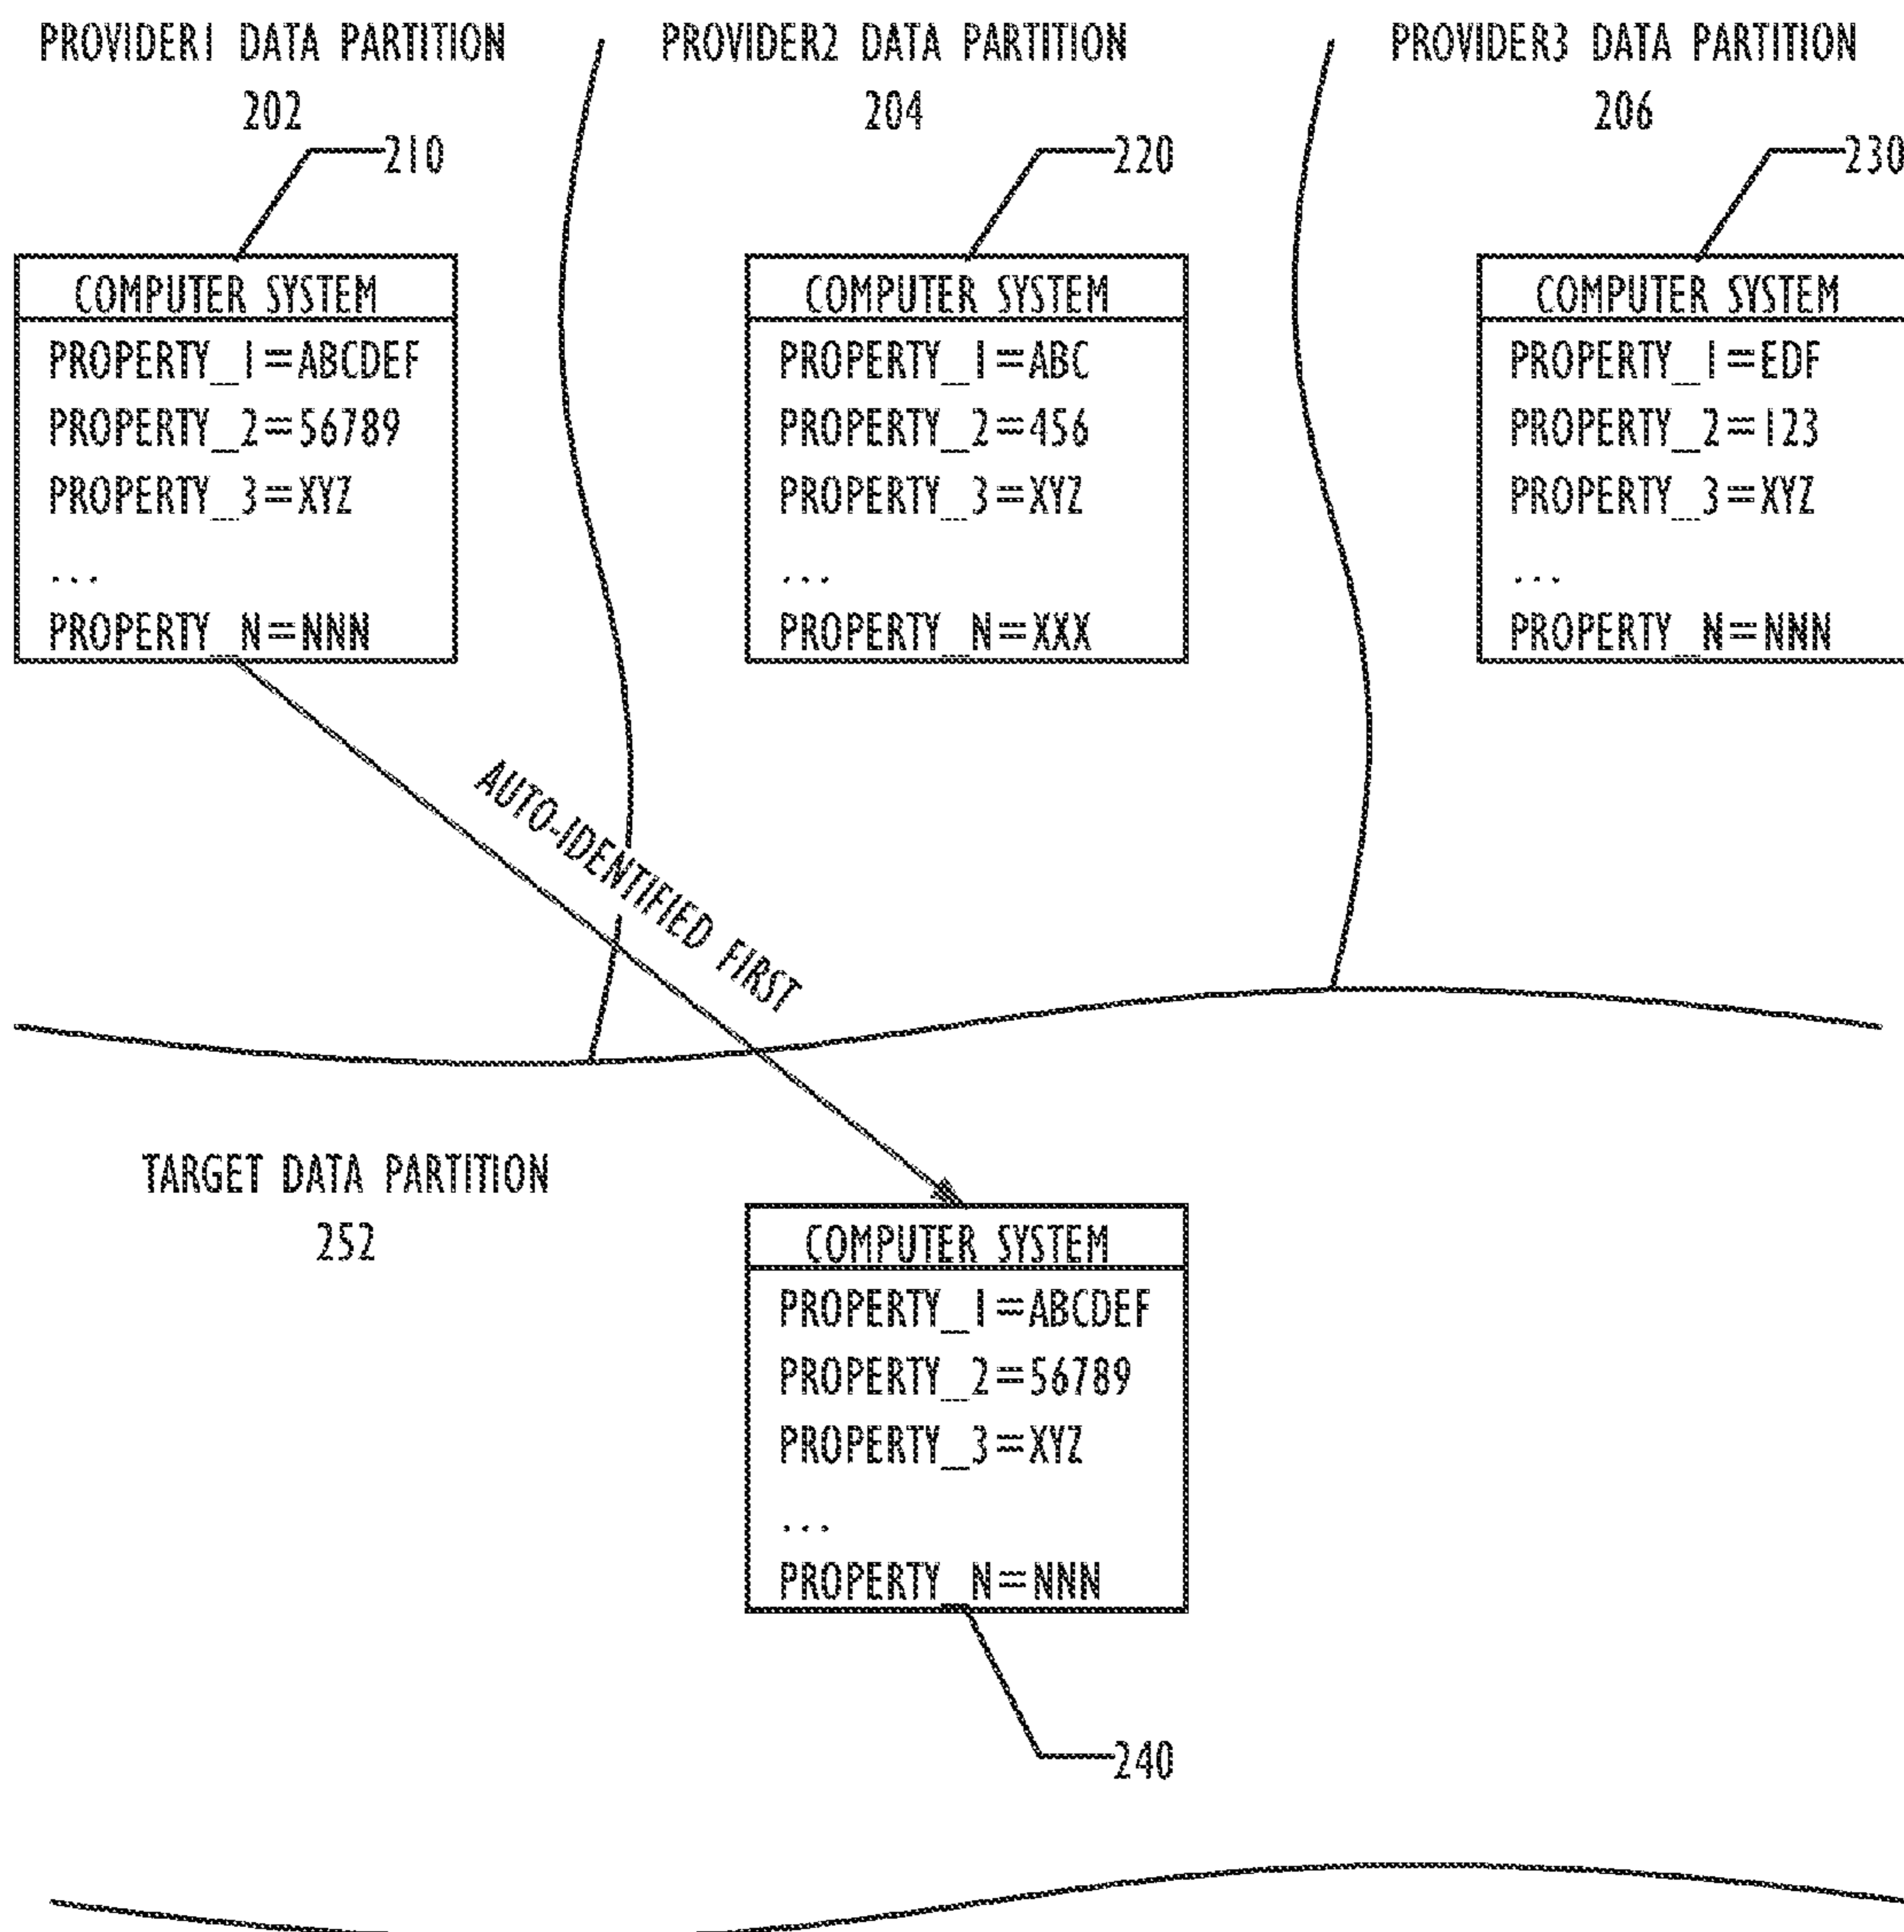 PROVIDER1 DATA PARTITION
202
210
COMPUTER SYSTEM
PROPERTY_1=ABCDEF
PROPERTY_2=56789
PROPERTY_3=XYZ
...
PROPERTY_N=NNN
PROVIDER2 DATA PARTITION
204
220
COMPUTER SYSTEM
PROPERTY_1=ABC
PROPERTY_2=456
PROPERTY_3=XYZ
...
PROPERTY_N=XXX
PROVIDER3 DATA PARTITION
206
230
COMPUTER SYSTEM
PROPERTY_1=EDF
PROPERTY_2=123
PROPERTY_3=XYZ
...
PROPERTY_N=NNN
AUTO-IDENTIFIED FIRST
TARGET DATA PARTITION
252
COMPUTER SYSTEM
PROPERTY_1=ABCDEF
PROPERTY_2=56789
PROPERTY_3=XYZ
...
PROPERTY_N=NNN
240